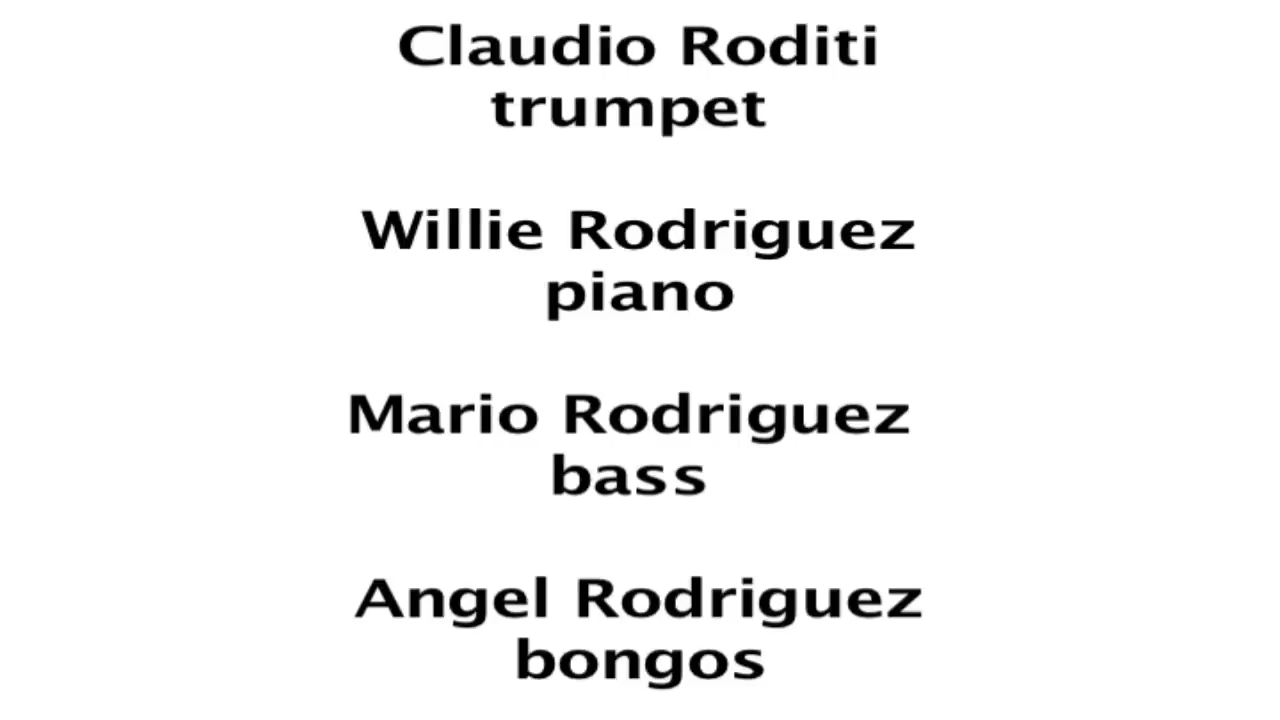 Claudio Roditi
trumpet
Willie Rodriguez
piano
Mario Rodriguez
bass
Angel Rodriguez
bongos